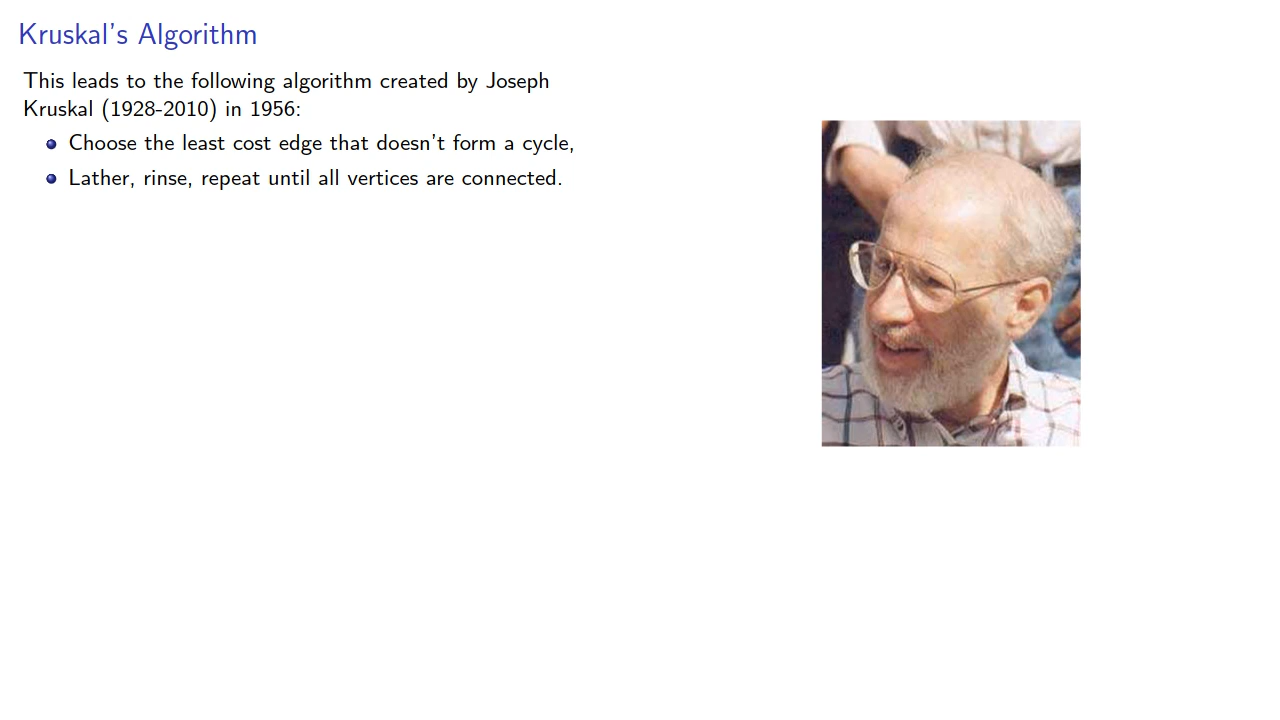 Kruskal's Algorithm
This leads to the following algorithm created by Joseph
Kruskal (1928-2010) in 1956:
Choose the least cost edge that doesn't form a cycle,
Lather, rinse, repeat until all vertices are connected.